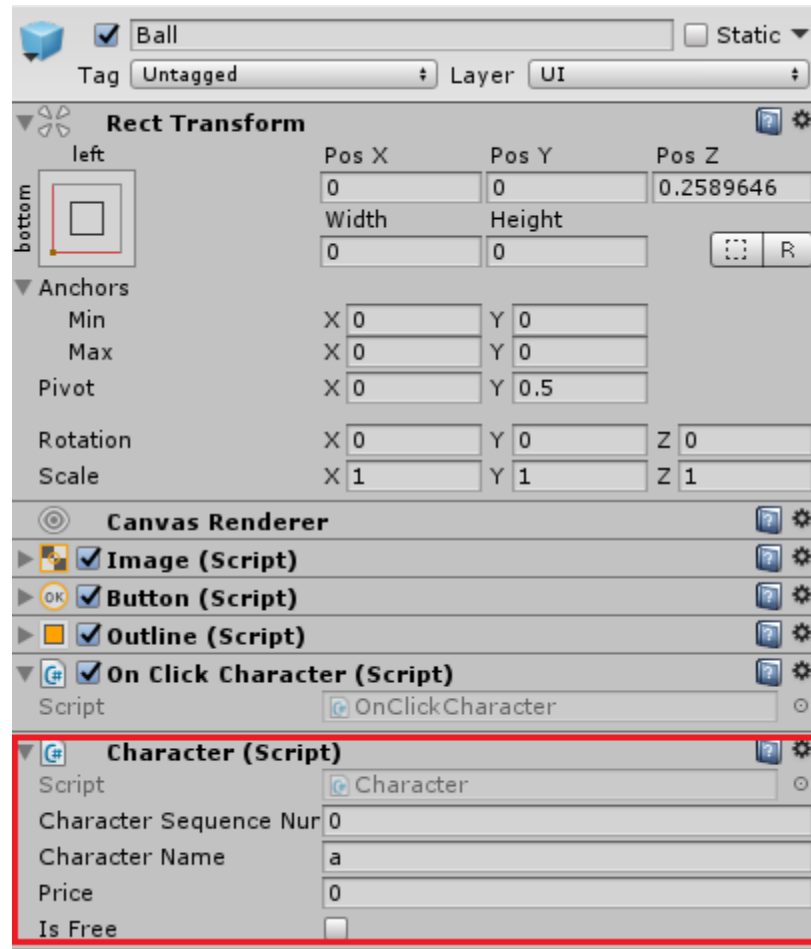 Ball Static
Tag Untagged Layer UI
Rect Transform
left Pos X Pos Y Pos Z
bottom 0 0 0.2589646
Width Height
0 0 R
Anchors
Min X 0 Y 0
Max X 0 Y 0
Pivot X 0 Y 0.5
Rotation X 0 Y 0 Z 0
Scale X 1 Y 1 Z 1
Canvas Renderer
Image (Script)
OK Button (Script)
Outline (Script)
C# On Click Character (Script)
Script OnClickCharacter
C# Character (Script)
Script Character
Character Sequence Nur 0
Character Name a
Price 0
Is Free